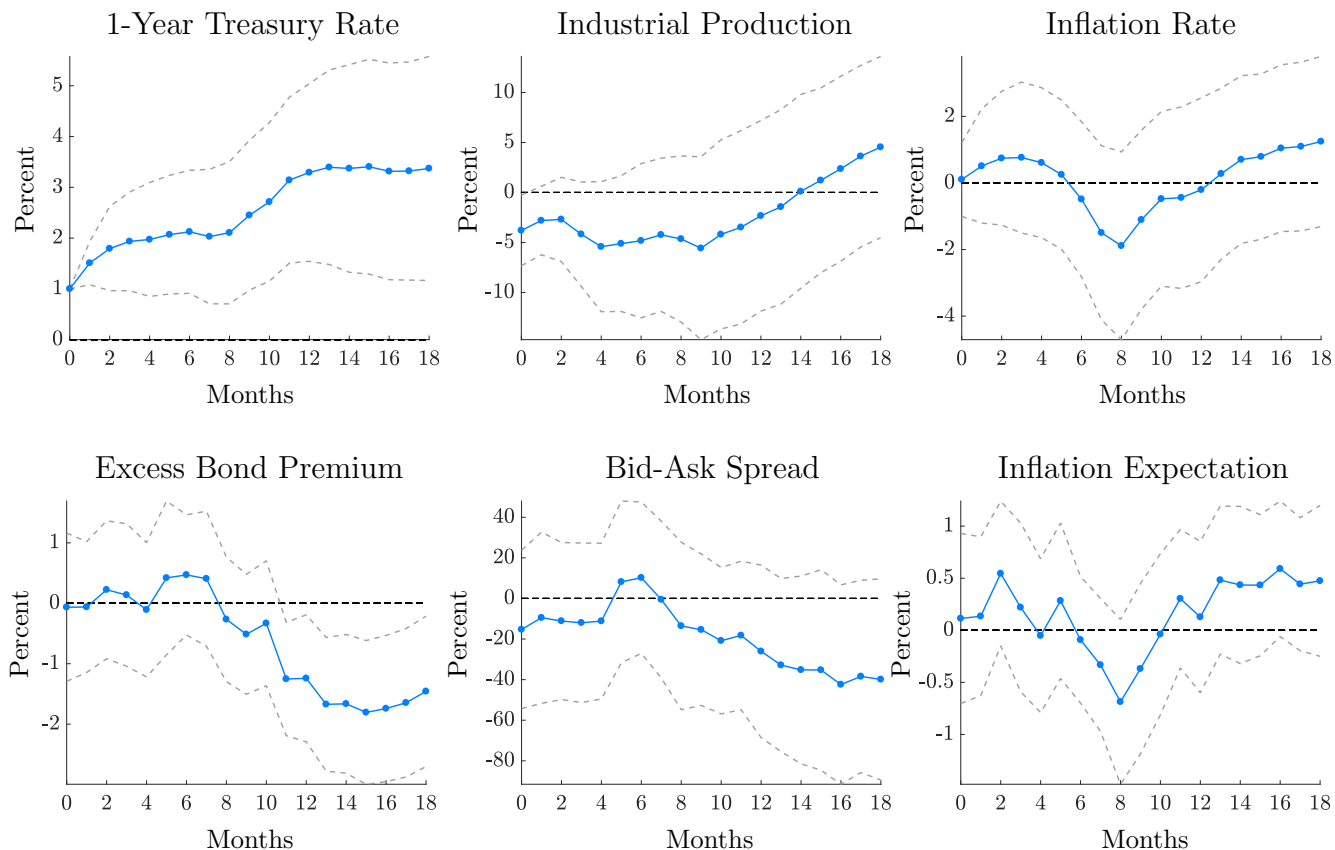 1-Year Treasury Rate
Industrial Production
Inflation Rate
Percent
5
4
3
2
1
0
0 2 4 6 8 10 12 14 16 18
Months
Percent
10
5
0
-5
-10
0 2 4 6 8 10 12 14 16 18
Months
Percent
2
0
-2
-4
0 2 4 6 8 10 12 14 16 18
Months
Excess Bond Premium
Bid-Ask Spread
Inflation Expectation
Percent
1
0
-1
-2
0 2 4 6 8 10 12 14 16 18
Months
Percent
40
20
0
-20
-40
-60
-80
0 2 4 6 8 10 12 14 16 18
Months
Percent
1
0.5
0
-0.5
-1
0 2 4 6 8 10 12 14 16 18
Months